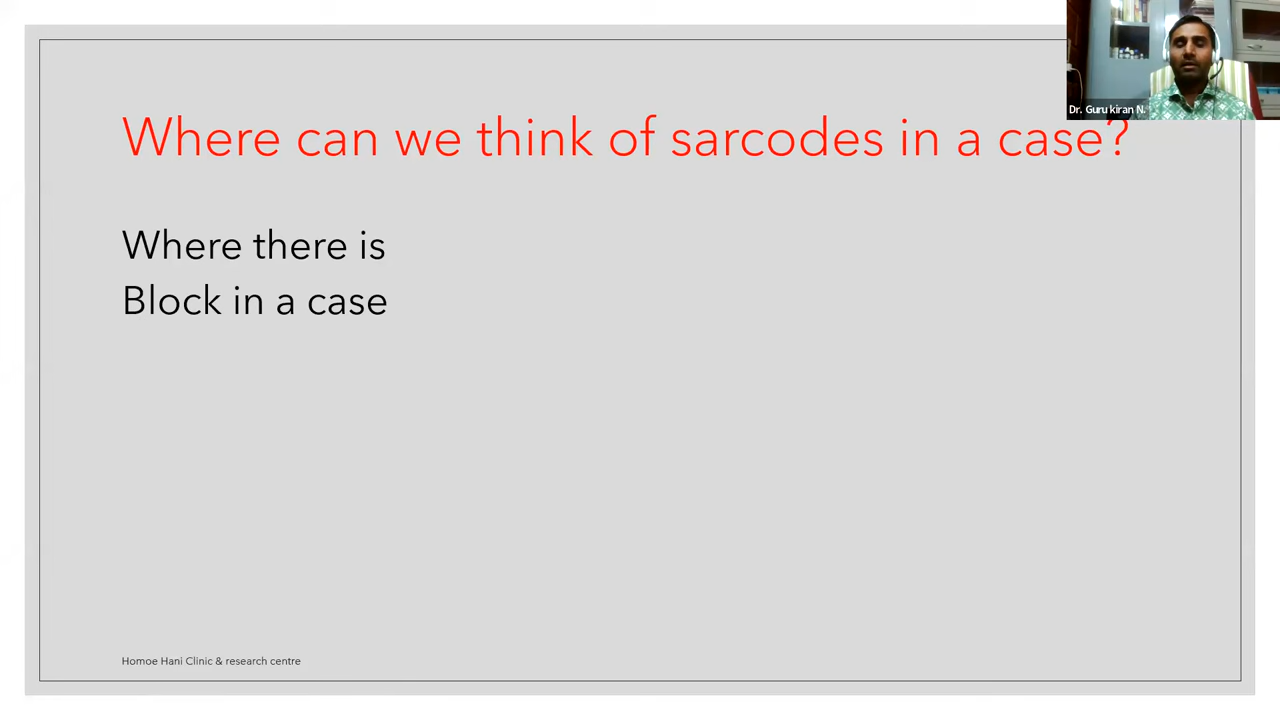 Dr. Guru kiran N.
Where can we think of sarcodes in a case?
Where there is
Block in a case
Homoe Hani Clinic & research centre